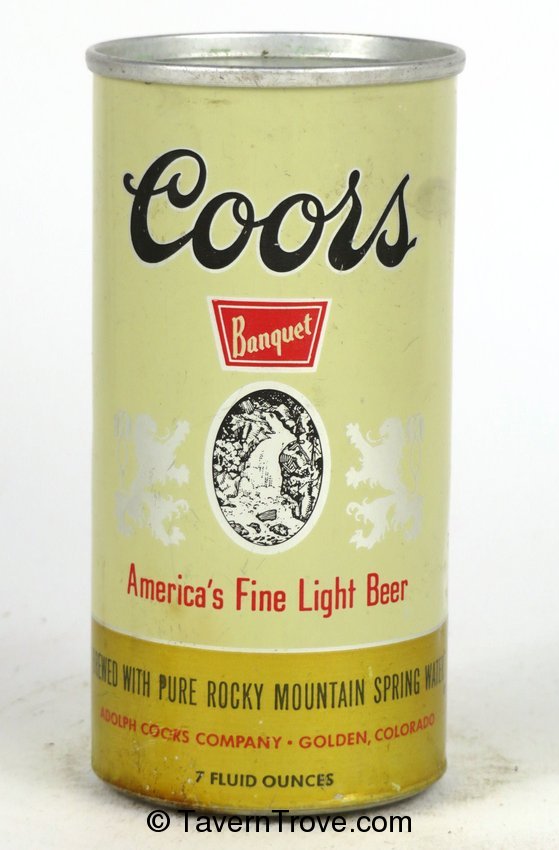 Coors
Banquet
America's Fine Light Beer
BREWED WITH PURE ROCKY MOUNTAIN SPRING WATER
ADOLPH COORS COMPANY • GOLDEN, COLORADO
7 FLUID OUNCES
© TavernTrove.com